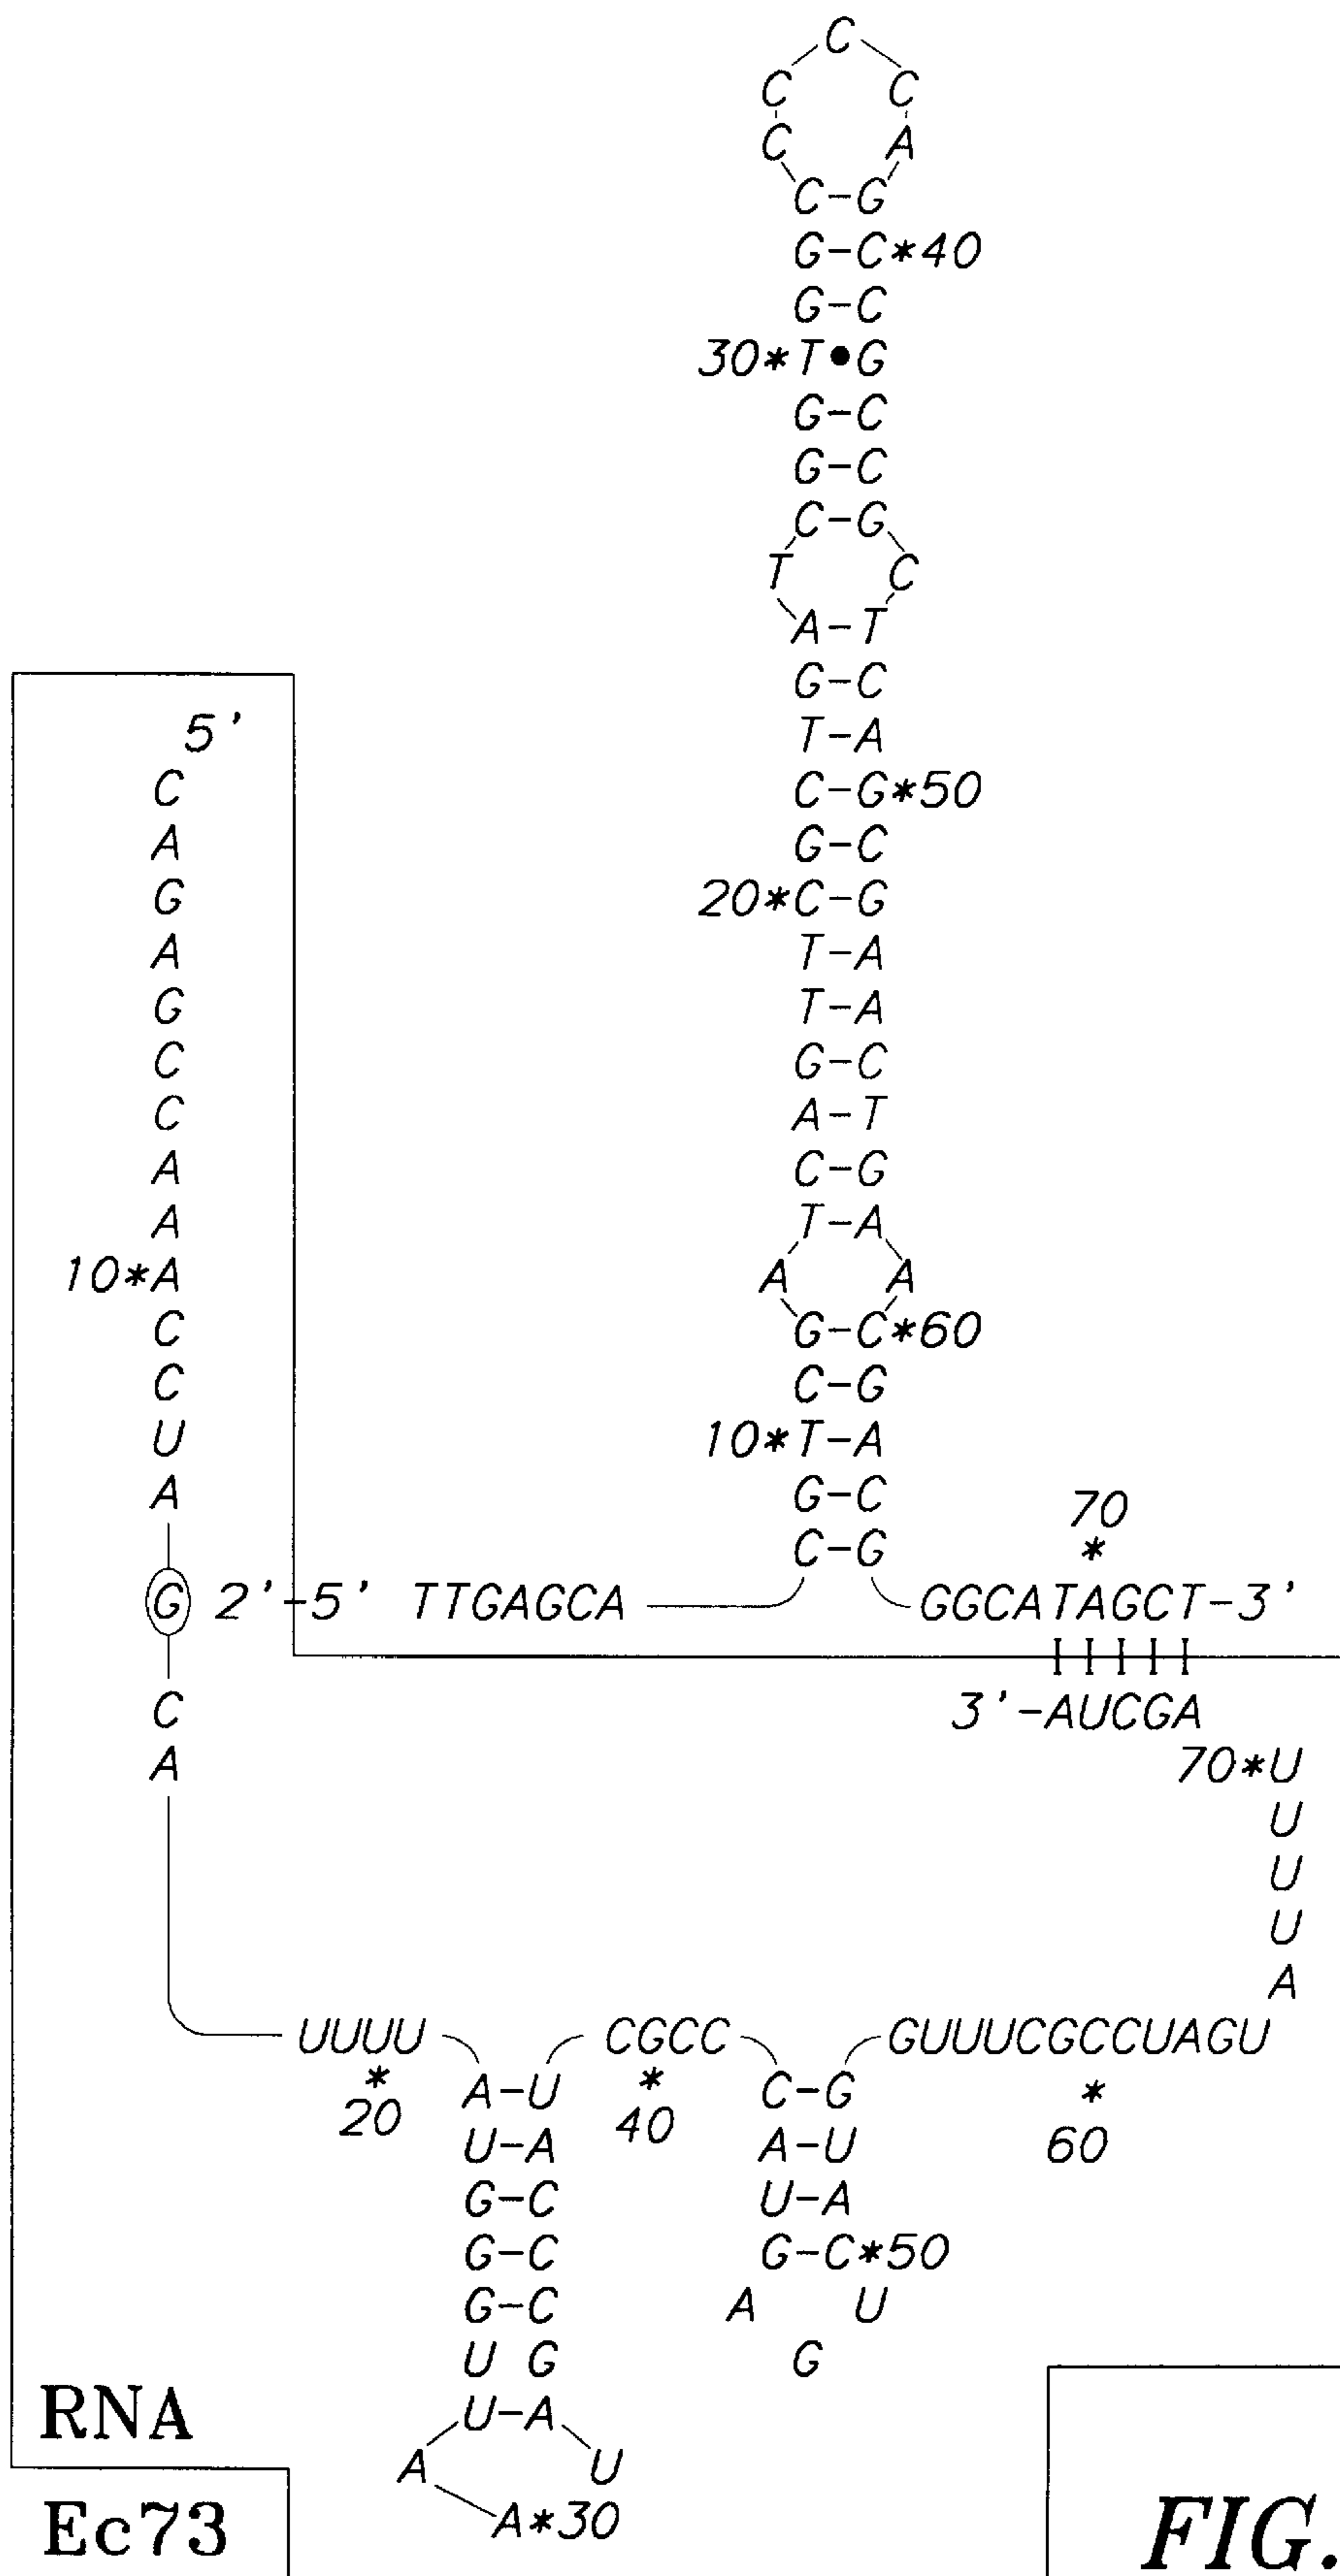 C
C C
C A
C-G
G-C*40
G-C
30*T●G
G-C
G-C
C-G
T C
A-T
G-C
T-A
C-G*50
G-C
20*C-G
T-A
T-A
G-C
A-T
C-G
T-A
A A
G-C*60
C-G
10*T-A
G-C
C-G
5'
C
A
G
A
G
C
C
A
A
10*A
C
C
U
A
G 2'-5' TTGAGCA GGCATAGCT-3'
70
*
C
A
3'-AUCGA
70*U
U
U
U
A
UUUU CGCC GUUUCGCCUAGU
* * *
20 40 60
A-U
U-A
G-C
G-C
G-C
U G
U-A
A U
A*30
C-G
A-U
U-A
G-C*50
A U
G
RNA
Ec73
FIG.